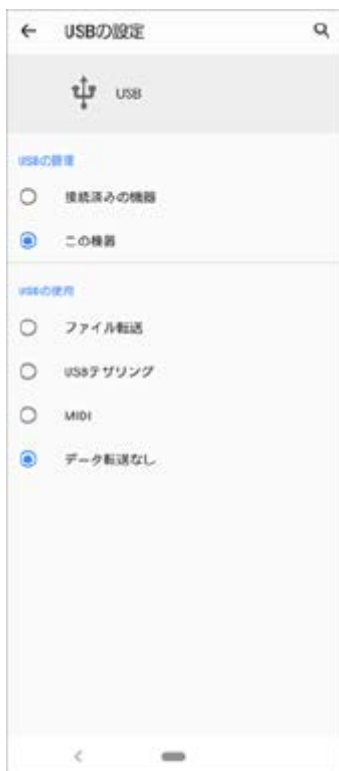 USBの設定
USB
USBの管理
接続済みの機器
この機器
USBの使用
ファイル転送
USBテザリング
MIDI
データ転送なし